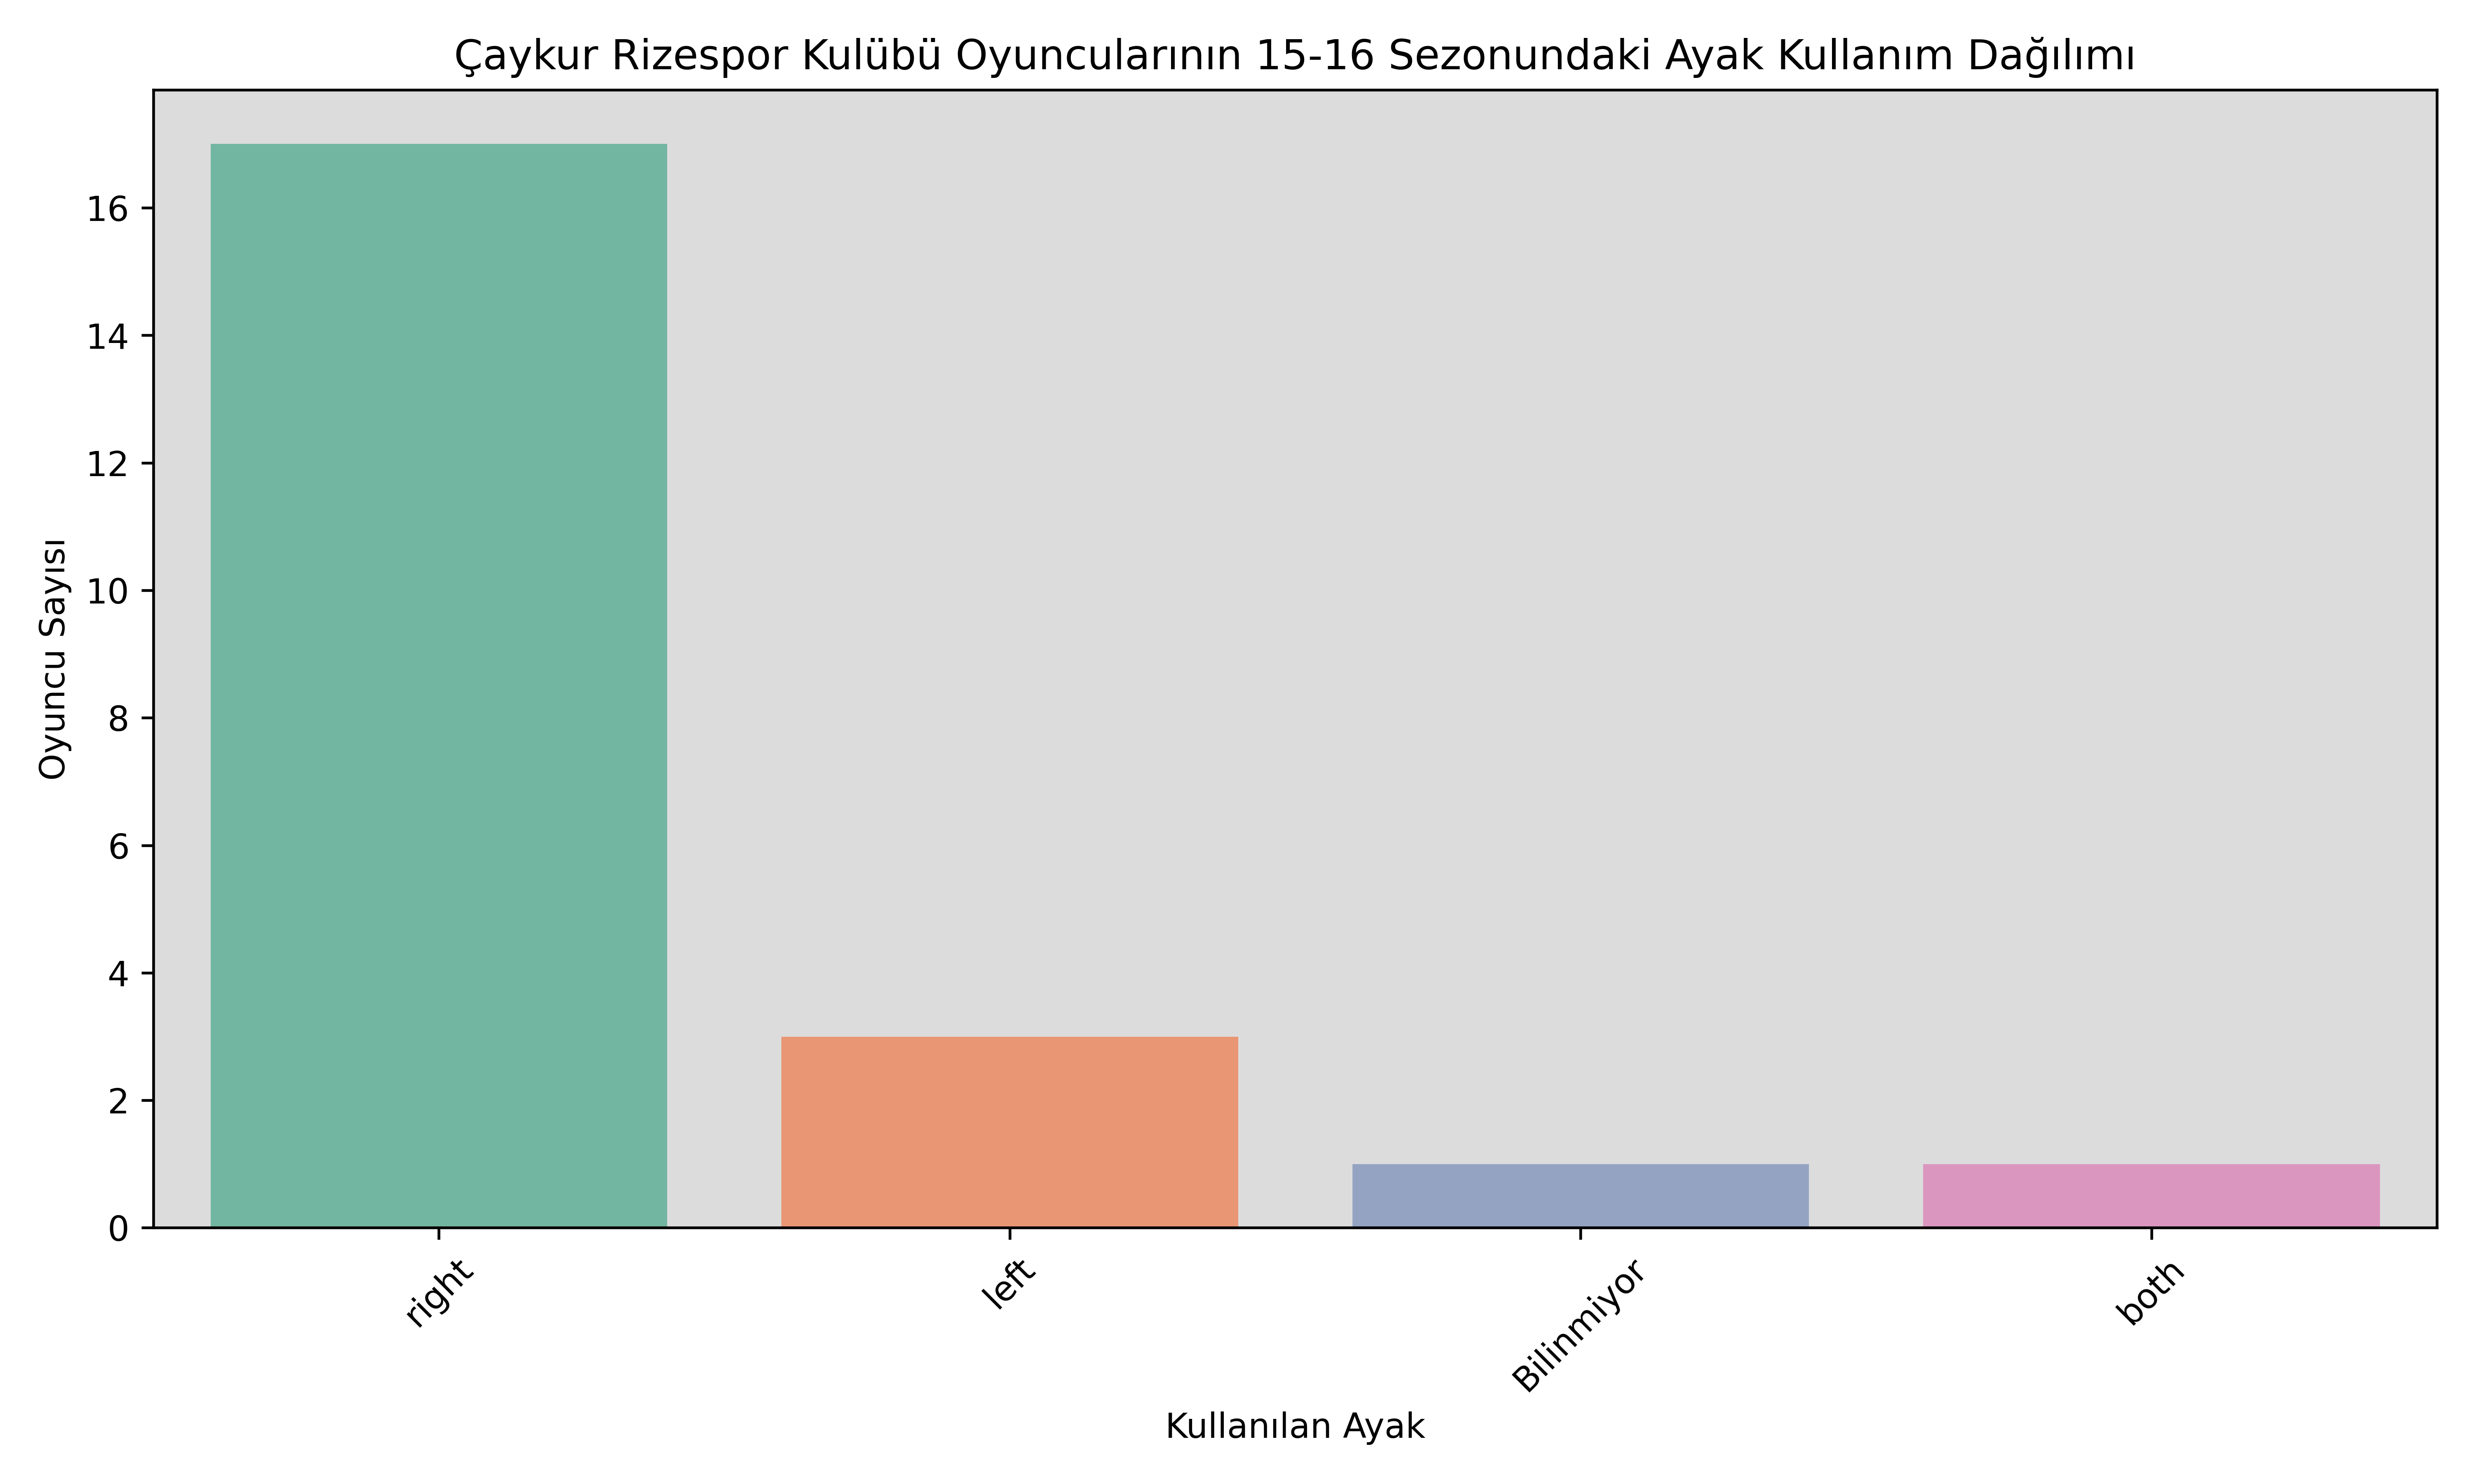 Çaykur Rizespor Kulübü Oyuncularının 15-16 Sezonundaki Ayak Kullanım Dağılımı
Oyuncu Sayısı
16
14
12
10
8
6
4
2
0
right
left
Bilinmiyor
both
Kullanılan Ayak